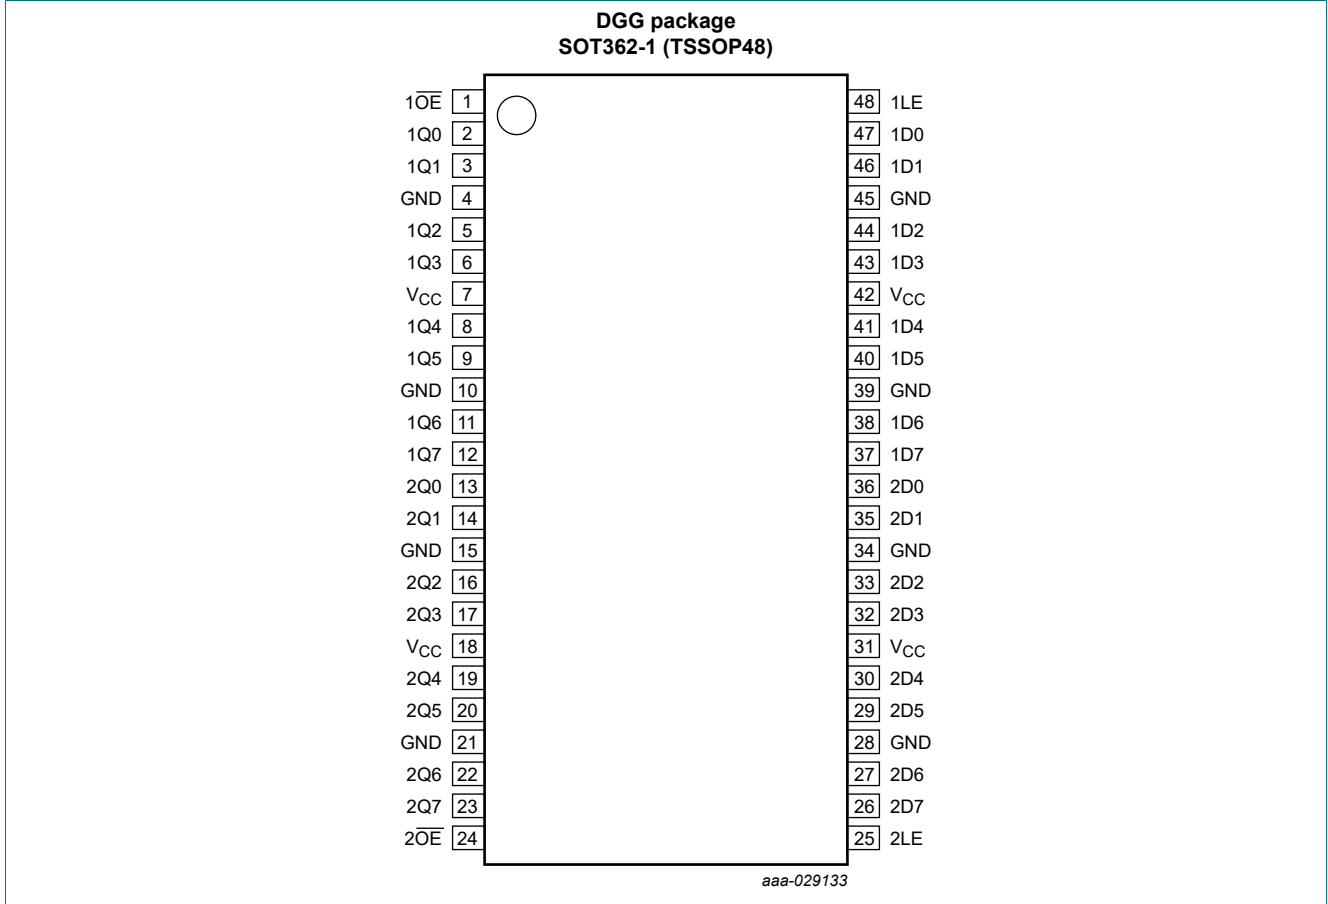 DGG package
SOT362-1 (TSSOP48)
1O̅E̅ 1 48 1LE
1Q0 2 47 1D0
1Q1 3 46 1D1
GND 4 45 GND
1Q2 5 44 1D2
1Q3 6 43 1D3
VCC 7 42 VCC
1Q4 8 41 1D4
1Q5 9 40 1D5
GND 10 39 GND
1Q6 11 38 1D6
1Q7 12 37 1D7
2Q0 13 36 2D0
2Q1 14 35 2D1
GND 15 34 GND
2Q2 16 33 2D2
2Q3 17 32 2D3
VCC 18 31 VCC
2Q4 19 30 2D4
2Q5 20 29 2D5
GND 21 28 GND
2Q6 22 27 2D6
2Q7 23 26 2D7
2O̅E̅ 24 25 2LE
aaa-029133